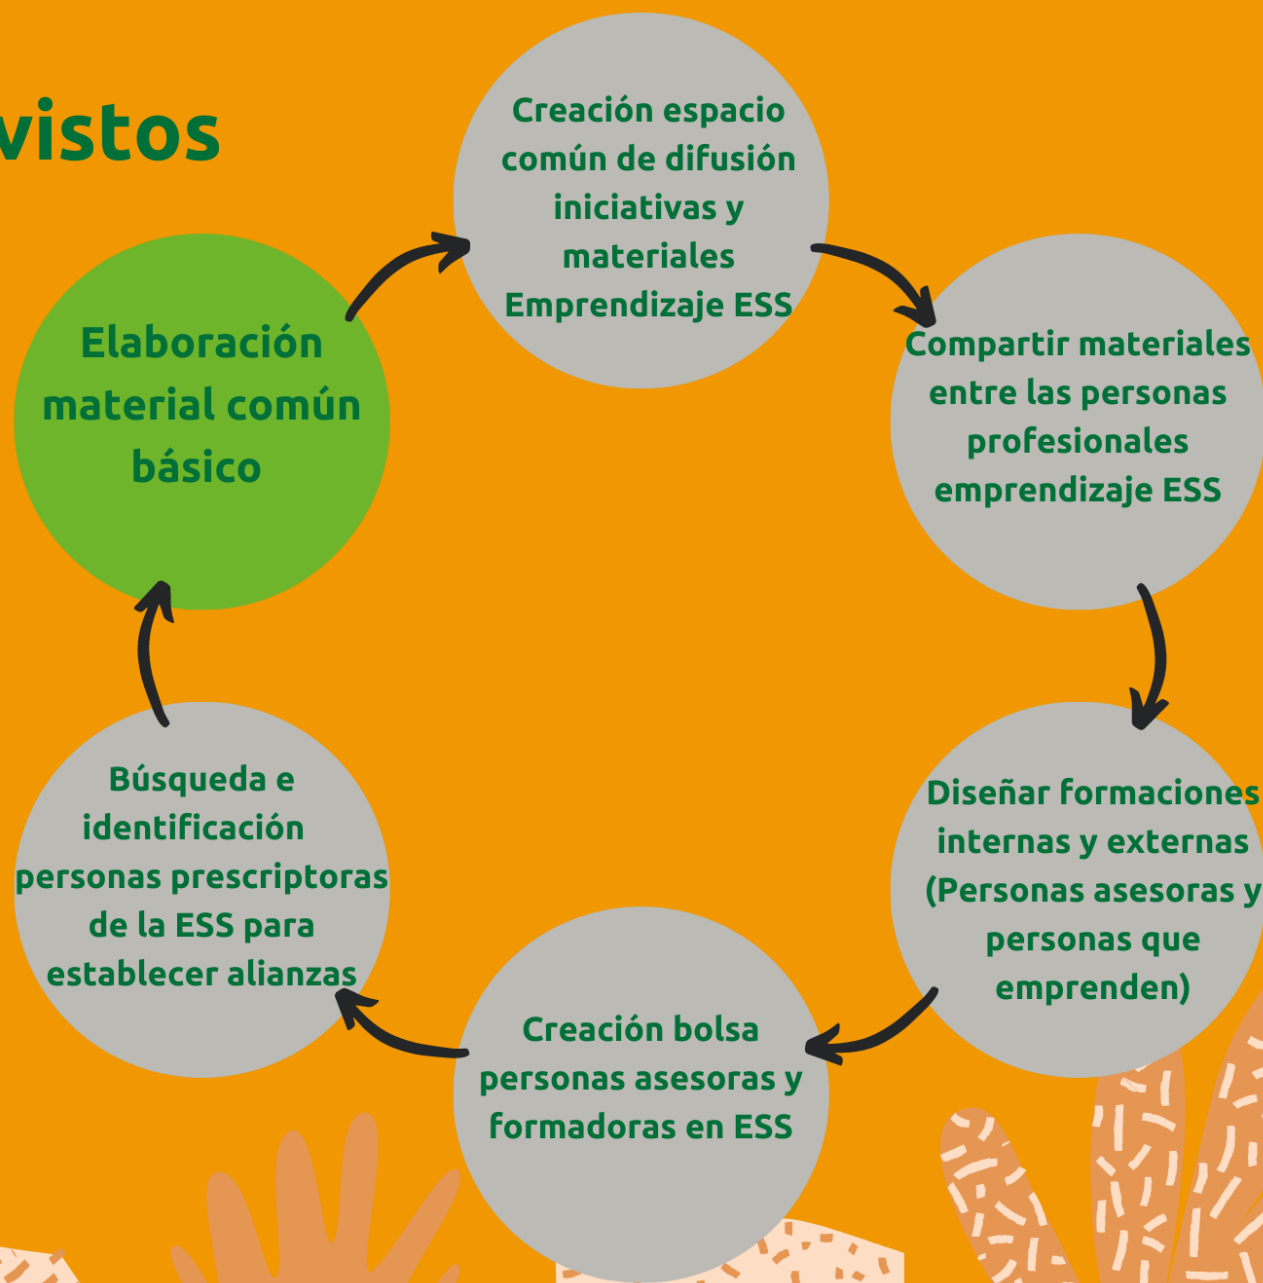 vistos
Creación espacio
común de difusión
iniciativas y
materiales
Emprendizaje ESS
Compartir materiales
entre las personas
profesionales
emprendizaje ESS
Diseñar formaciones
internas y externas
(Personas asesoras y
personas que
emprenden)
Creación bolsa
personas asesoras y
formadoras en ESS
Búsqueda e
identificación
personas prescriptoras
de la ESS para
establecer alianzas
Elaboración
material común
básico